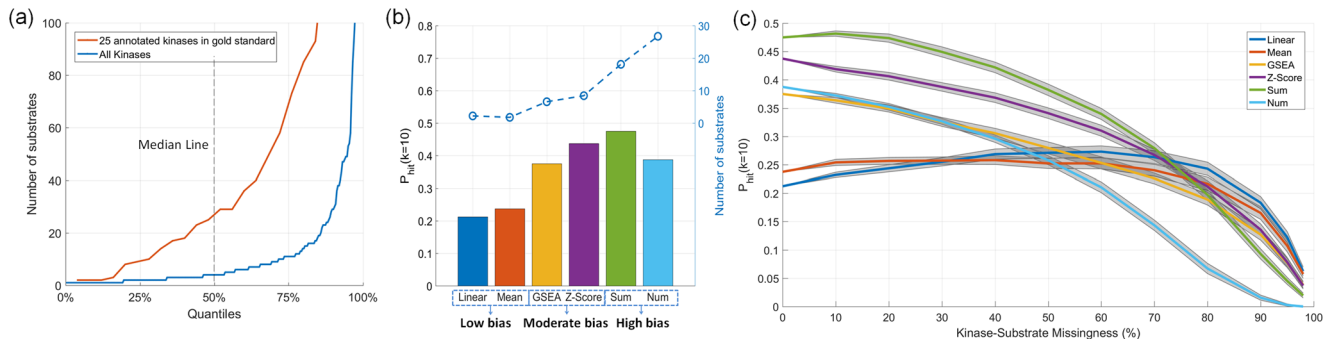 (a)
100
80
60
40
20
0
Number of substrates
25 annotated kinases in gold standard
All Kinases
Median Line
0%
25%
50%
75%
100%
Quantiles
(b)
0.8
0.7
0.6
0.5
0.4
0.3
0.2
0.1
0
P hit (k=10)
30
20
10
0
Number of substrates
Linear Mean GSEA Z-Score Sum Num
Low bias Moderate bias High bias
(c)
0.5
0.45
0.4
0.35
0.3
0.25
0.2
0.15
0.1
0.05
0
P hit (k=10)
Linear
Mean
GSEA
Z-Score
Sum
Num
0 10 20 30 40 50 60 70 80 90 100
Kinase-Substrate Missingness (%)